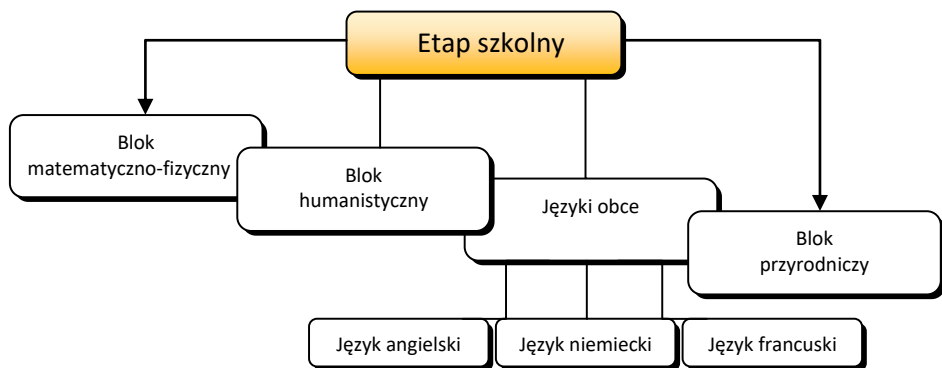 Etap szkolny
Blok
matematyczno-fizyczny
Blok
humanistyczny
Języki obce
Blok
przyrodniczy
Język angielski
Język niemiecki
Język francuski